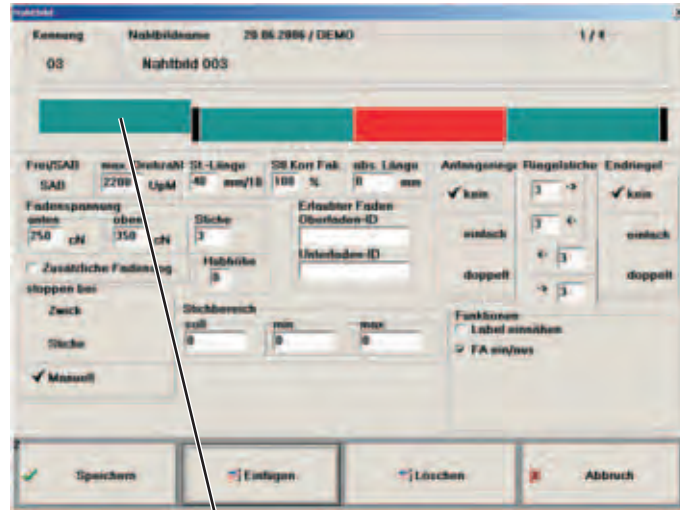 Nahtbild
Kennung Nahtbildname 20.06.2006 / DEMO 1 / 4
03 Nahtbild 003
Frei/SAB max. Drehzahl St.-Länge Stl Korr Fak abs. Länge Anfangsriegel Riegelstiche Endriegel
SAB 2200 UpM 40 mm/10 100 % 0 mm kein 3 -> kein
Fadenspannung
unten oben Stiche Erlaubter Faden
Oberfaden-ID
250 cN 350 cN 3 einfach 3 <- einfach
Hubhöhe Unterfaden-ID
Zusätzliche Fadenspg 0 doppelt <- 3 doppelt
-> 3
stoppen bei
Zwick
Stichbereich
soll min max
0 0 0
Stiche
Manuell
Funktionen
Label einnähen
FA ein/aus
Speichern Einfügen Löschen Abbruch